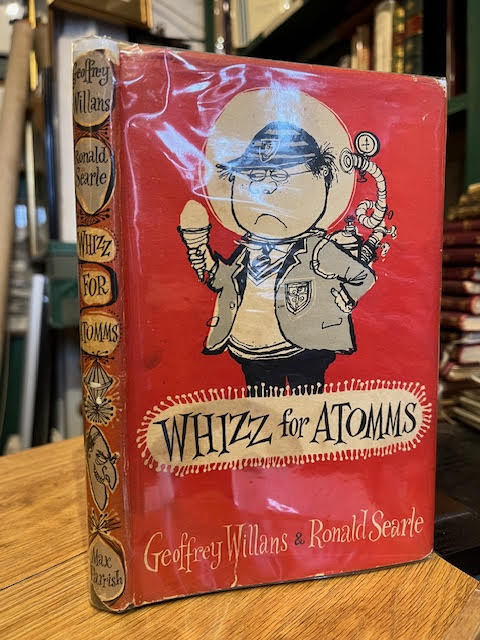 Geoffrey
Willans
Ronald
Searle
WHIZZ
FOR
ATOMMS
Max
Parrish
WHIZZ for ATOMMS
Geoffrey Willans & Ronald Searle